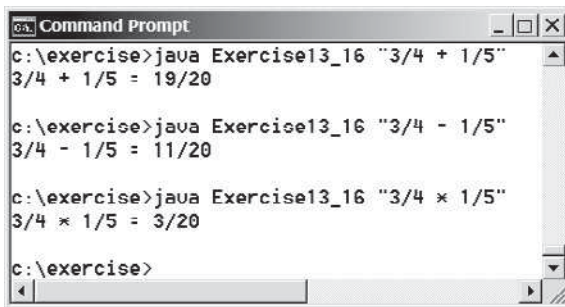 Command Prompt
c:\exercise>java Exercise13_16 "3/4 + 1/5"
3/4 + 1/5 = 19/20
c:\exercise>java Exercise13_16 "3/4 - 1/5"
3/4 - 1/5 = 11/20
c:\exercise>java Exercise13_16 "3/4 * 1/5"
3/4 * 1/5 = 3/20
c:\exercise>